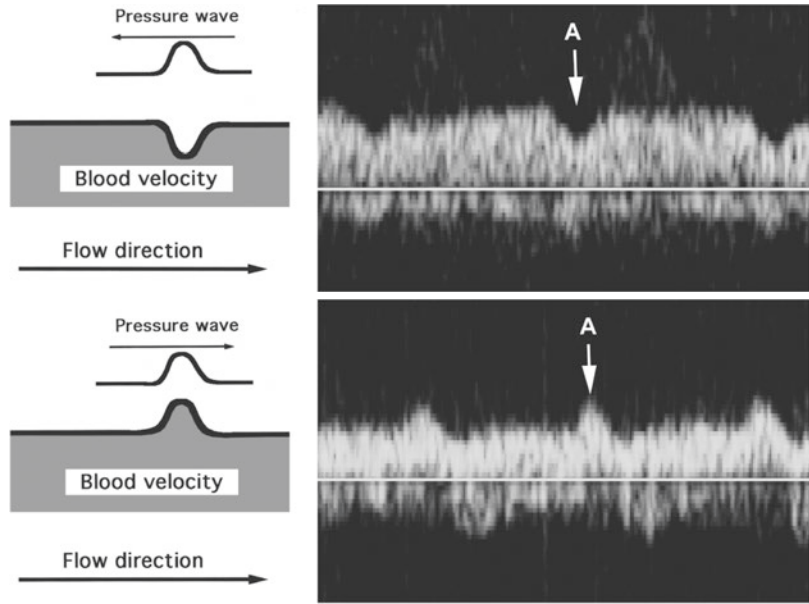 Pressure wave
A
Blood velocity
Flow direction
Pressure wave
A
Blood velocity
Flow direction